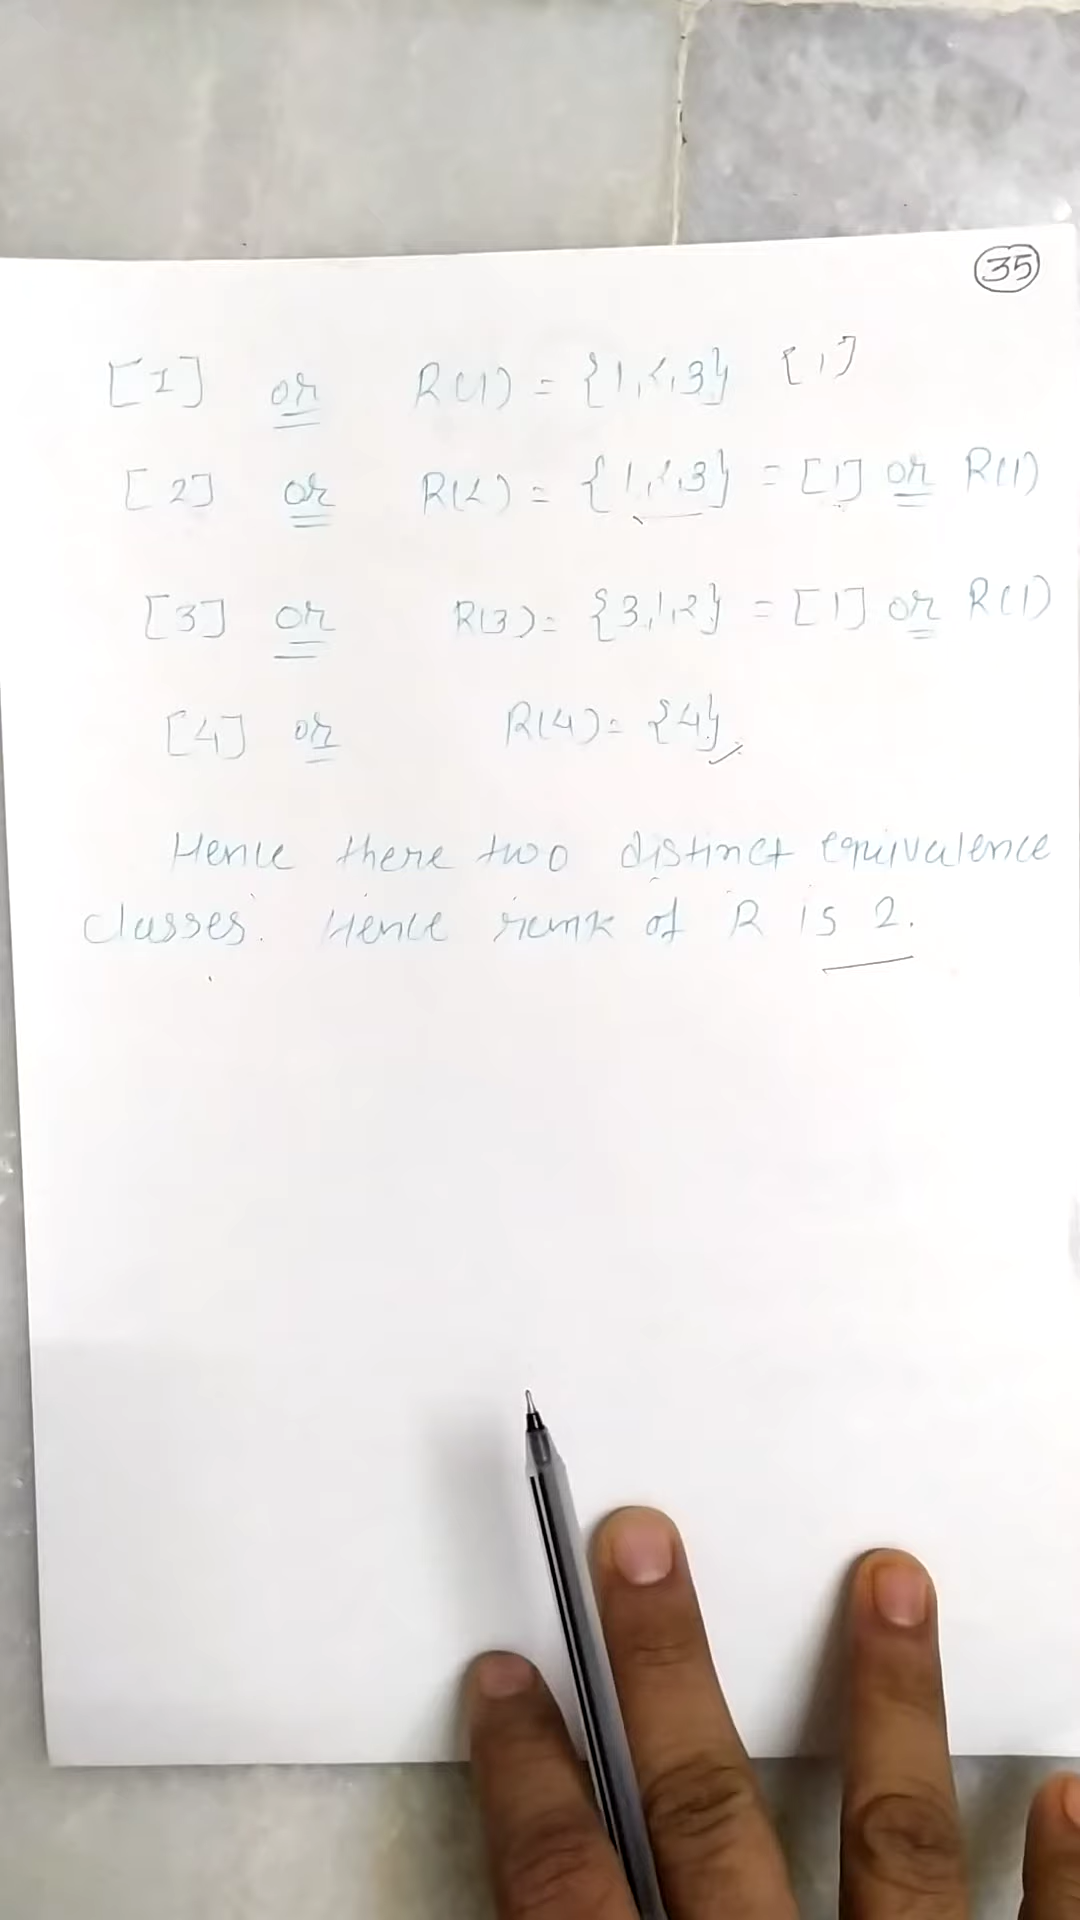 35
[1] or R(1) = {1,2,3} [1]
[2] or R(2) = {1,2,3} = [1] or R(1)
[3] or R(3) = {3,1,2} = [1] or R(1)
[4] or R(4) = {4}
Hence there two distinct equivalence
classes. Hence rank of R is 2.